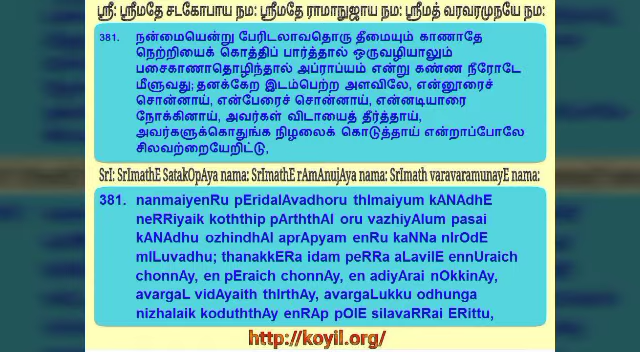 ஸ்ரீ: ஸ்ரீமதே சடகோபாய நம: ஸ்ரீமதே ராமாநுஜாய நம: ஸ்ரீமத் வரவரமுநயே நம:
381. நன்மையென்று பேரிடலாவதொரு தீமையும் காணாதே
நெற்றியைக் கொத்திப் பார்த்தால் ஒருவழியாலும்
பசைகாணாதொழிந்தால் அப்ராப்யம் என்று கண்ண நீரோடே
மீளுவது; தனக்கேற இடம்பெற்ற அளவிலே, என்னூரைச்
சொன்னாய், என்பேரைச் சொன்னாய், என்னடியாரை
நோக்கினாய், அவர்கள் விடாயைத் தீர்த்தாய்,
அவர்களுக்கொதுங்க நிழலைக் கொடுத்தாய் என்றாப்போலே
சிலவற்றையேறிட்டு,
SrI: SrImathE SatakOpAya nama: SrImathE rAmAnujAya nama: SrImath varavaramunayE nama:
381. nanmaiyenRu pEridalAvadhoru thImaiyum kANAdhE
neRRiyaik koththip pArththAl oru vazhiyAlum pasai
kANAdhu ozhindhAl aprApyam enRu kaNNa nIrOdE
mILuvadhu; thanakkERa idam peRRa aLavilE ennUraich
chonnAy, en pEraich chonnAy, en adiyArai nOkkinAy,
avargaL vidAyaith thIrthAy, avargaLukku odhunga
nizhalaik koduththAy enRAp pOlE silavaRRai ERittu,
http://koyil.org/